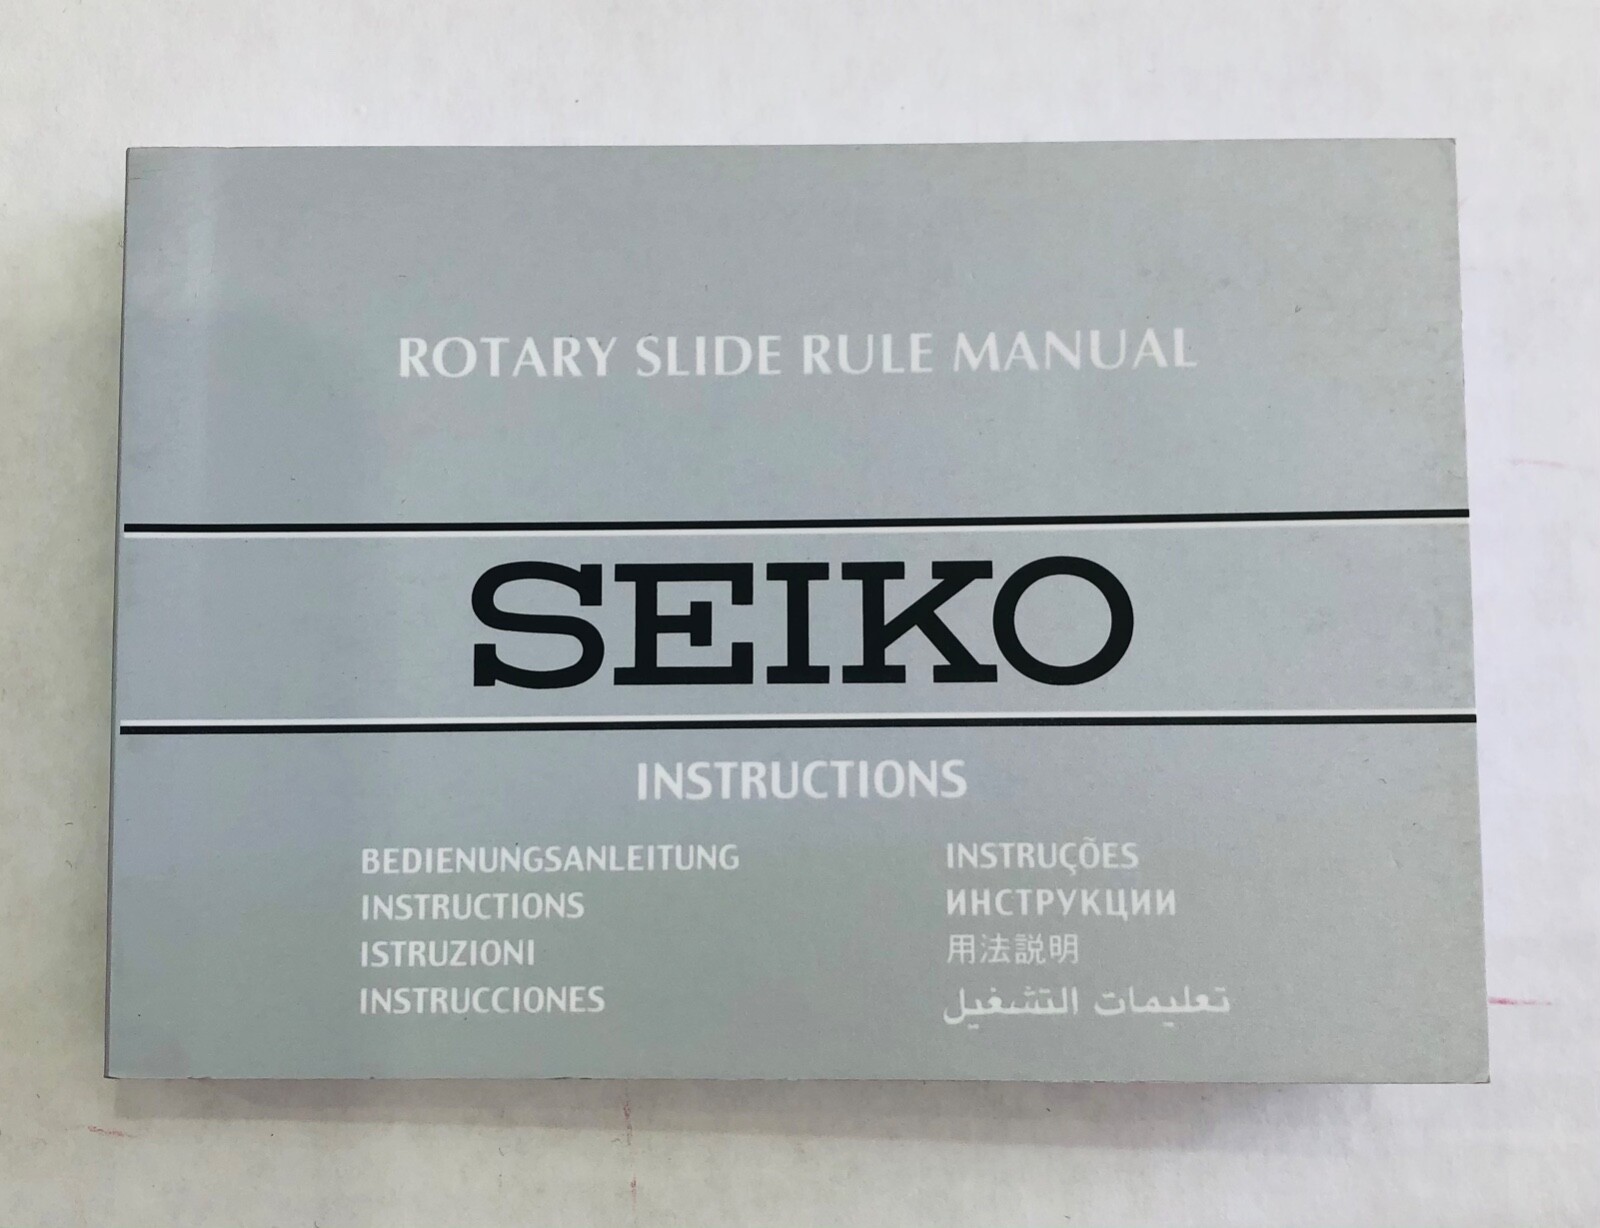 ROTARY SLIDE RULE MANUAL
SEIKO
INSTRUCTIONS
BEDIENUNGSANLEITUNG
INSTRUCTIONS
ISTRUZIONI
INSTRUCCIONES
INSTRUÇÕES
ИНСТРУКЦИИ
用法説明
تعليمات التشغيل